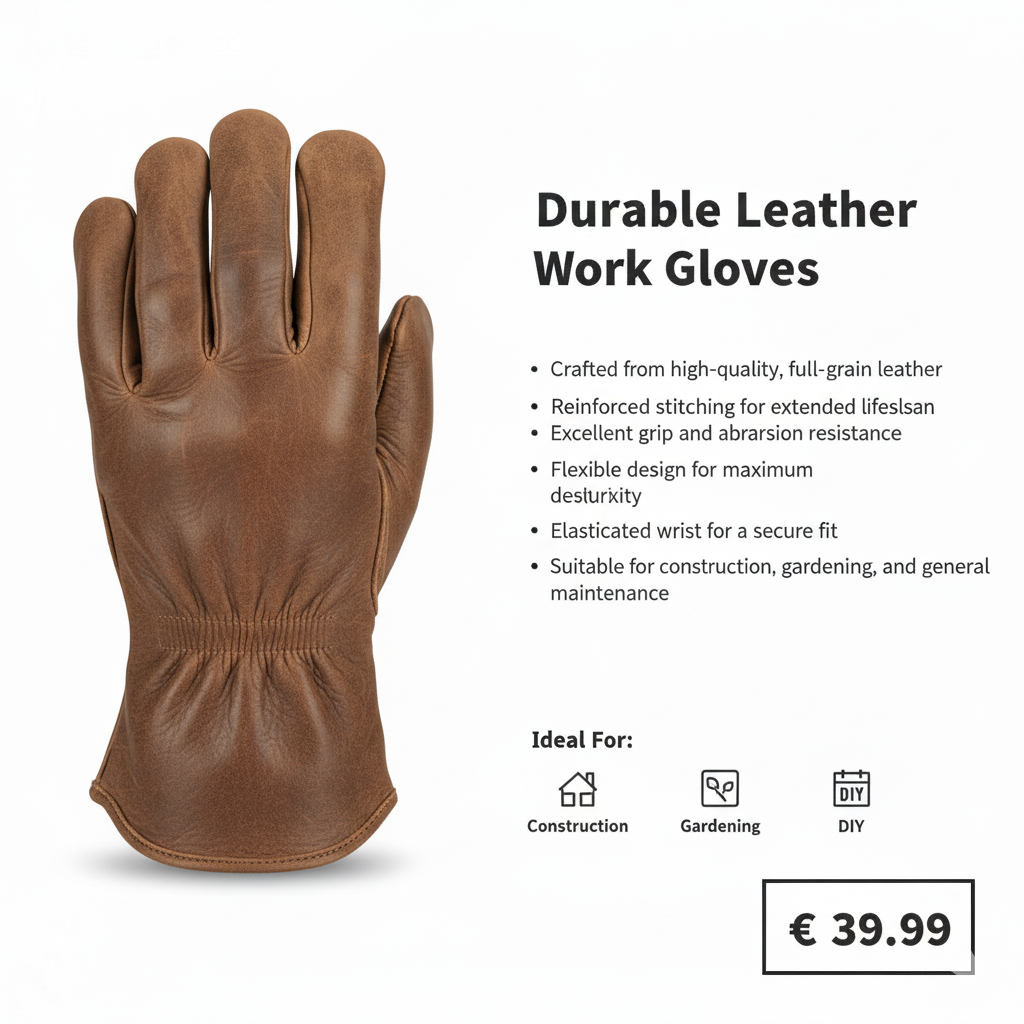 Durable Leather
Work Gloves
• Crafted from high-quality, full-grain leather
• Reinforced stitching for extended lifeslsan
• Excellent grip and abrarsion resistance
• Flexible design for maximum
• Elasticated wrist for a secure fit
• Suitable for construction, gardening, and general
maintenance
Ideal For:
DIY
Construction
Gardening
DIY
€ 39.99